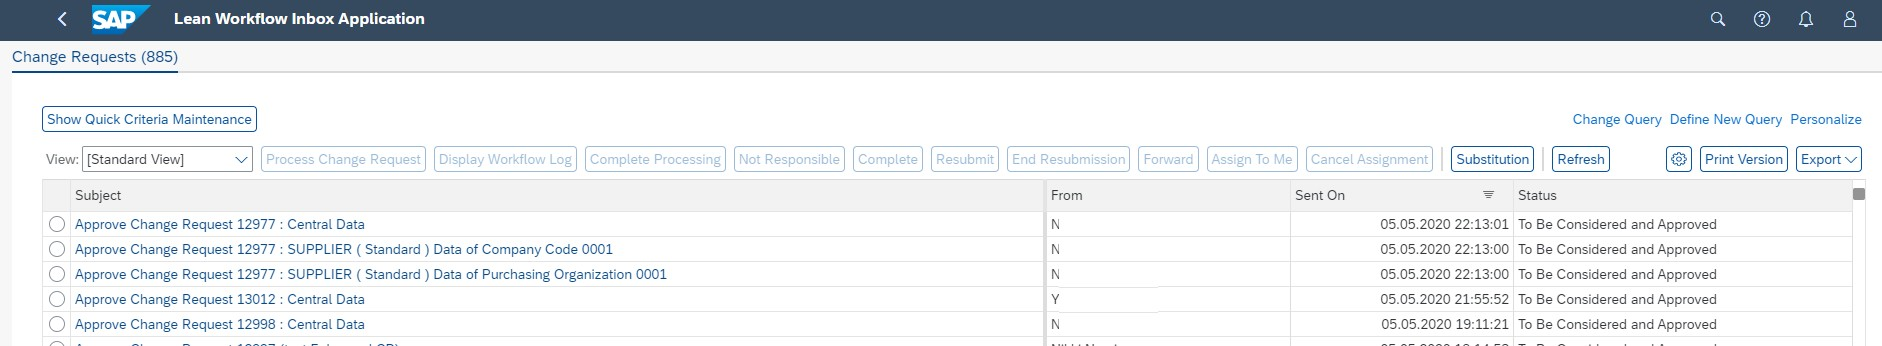 SAP Lean Workflow Inbox Application
Change Requests (885)
Show Quick Criteria Maintenance Change Query Define New Query Personalize
View: [Standard View] Process Change Request Display Workflow Log Complete Processing Not Responsible Complete Resubmit End Resubmission Forward Assign To Me Cancel Assignment Substitution Refresh Print Version Export
Subject From Sent On Status
Approve Change Request 12977 : Central Data N 05.05.2020 22:13:01 To Be Considered and Approved
Approve Change Request 12977 : SUPPLIER ( Standard ) Data of Company Code 0001 N 05.05.2020 22:13:00 To Be Considered and Approved
Approve Change Request 12977 : SUPPLIER ( Standard ) Data of Purchasing Organization 0001 N 05.05.2020 22:13:00 To Be Considered and Approved
Approve Change Request 13012 : Central Data Y 05.05.2020 21:55:52 To Be Considered and Approved
Approve Change Request 12998 : Central Data N 05.05.2020 19:11:21 To Be Considered and Approved